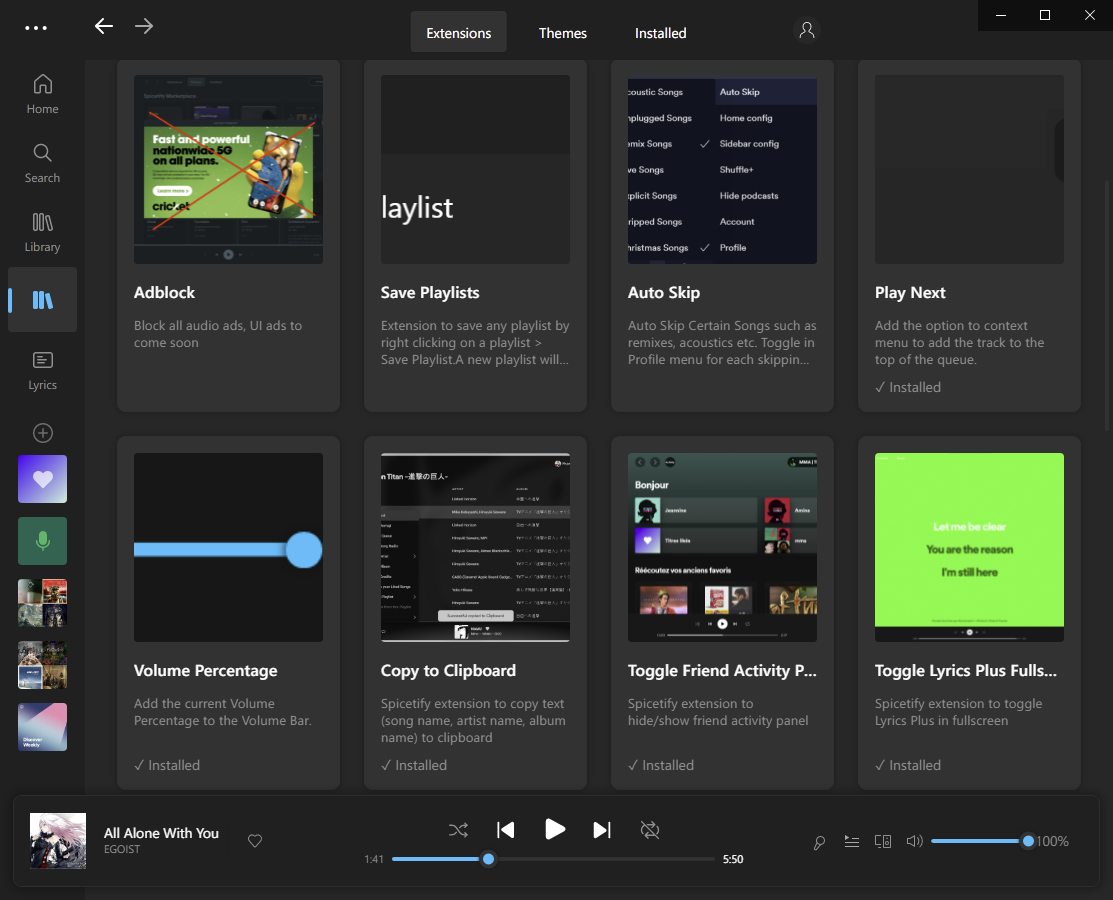 Extensions
Themes
Installed
Home
Search
Library
Lyrics
Fast and powerful
nationwide 5G
on all plans.
Learn more >
cricket
Adblock
Block all audio ads, UI ads to
come soon
laylist
Save Playlists
Extension to save any playlist by
right clicking on a playlist >
Save Playlist.A new playlist will...
coustic Songs
Auto Skip
nplugged Songs
Home config
emix Songs
✓ Sidebar config
ve Songs
Shuffle+
xplicit Songs
Hide podcasts
ripped Songs
Account
hristmas Songs
✓ Profile
Auto Skip
Auto Skip Certain Songs such as
remixes, acoustics etc. Toggle in
Profile menu for each skippin...
Play Next
Add the option to context
menu to add the track to the
top of the queue.
✓ Installed
Volume Percentage
Add the current Volume
Percentage to the Volume Bar.
✓ Installed
on Titan -進撃の巨人-
Copy to Clipboard
Spicetify extension to copy text
(song name, artist name, album
name) to clipboard
✓ Installed
Bonjour
Jeannine
Amina
Titres likés
mma
Réécoutez vos anciens favoris
Toggle Friend Activity P...
Spicetify extension to
hide/show friend activity panel
✓ Installed
Let me be clear
You are the reason
I'm still here
Toggle Lyrics Plus Fulls...
Spicetify extension to toggle
Lyrics Plus in fullscreen
✓ Installed
Discover
Weekly
All Alone With You
EGOIST
1:41
5:50
100%